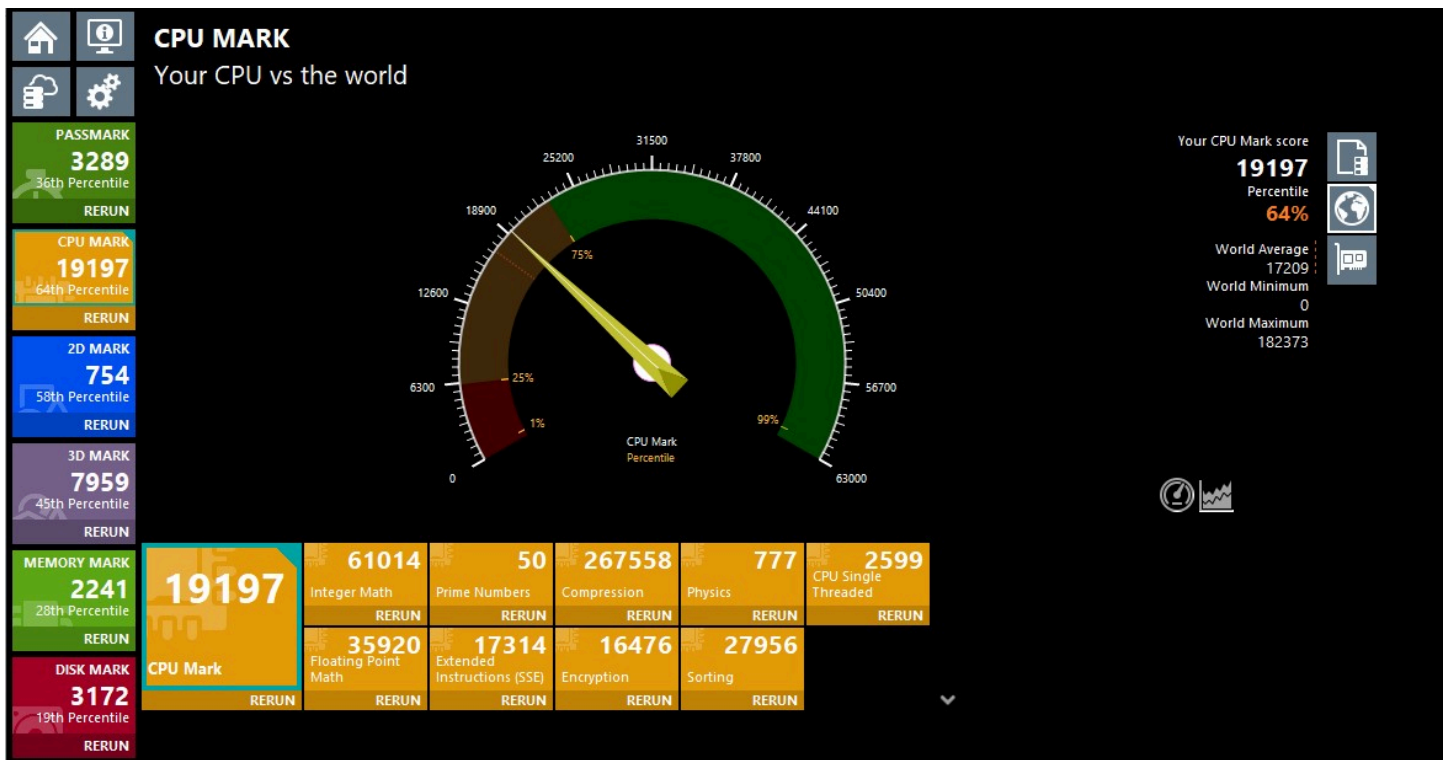 CPU MARK
Your CPU vs the world
PASSMARK
3289
36th Percentile
RERUN
CPU MARK
19197
64th Percentile
RERUN
2D MARK
754
58th Percentile
RERUN
3D MARK
7959
45th Percentile
RERUN
MEMORY MARK
2241
28th Percentile
RERUN
DISK MARK
3172
19th Percentile
RERUN
0
6300
12600
18900
25200
31500
37800
44100
50400
56700
63000
1%
25%
75%
99%
CPU Mark
Percentile
Your CPU Mark score
19197
Percentile
64%
World Average
17209
World Minimum
0
World Maximum
182373
19197
CPU Mark
RERUN
61014
Integer Math
RERUN
50
Prime Numbers
RERUN
267558
Compression
RERUN
777
Physics
RERUN
2599
CPU Single
Threaded
RERUN
35920
Floating Point
Math
RERUN
17314
Extended
Instructions (SSE)
RERUN
16476
Encryption
RERUN
27956
Sorting
RERUN